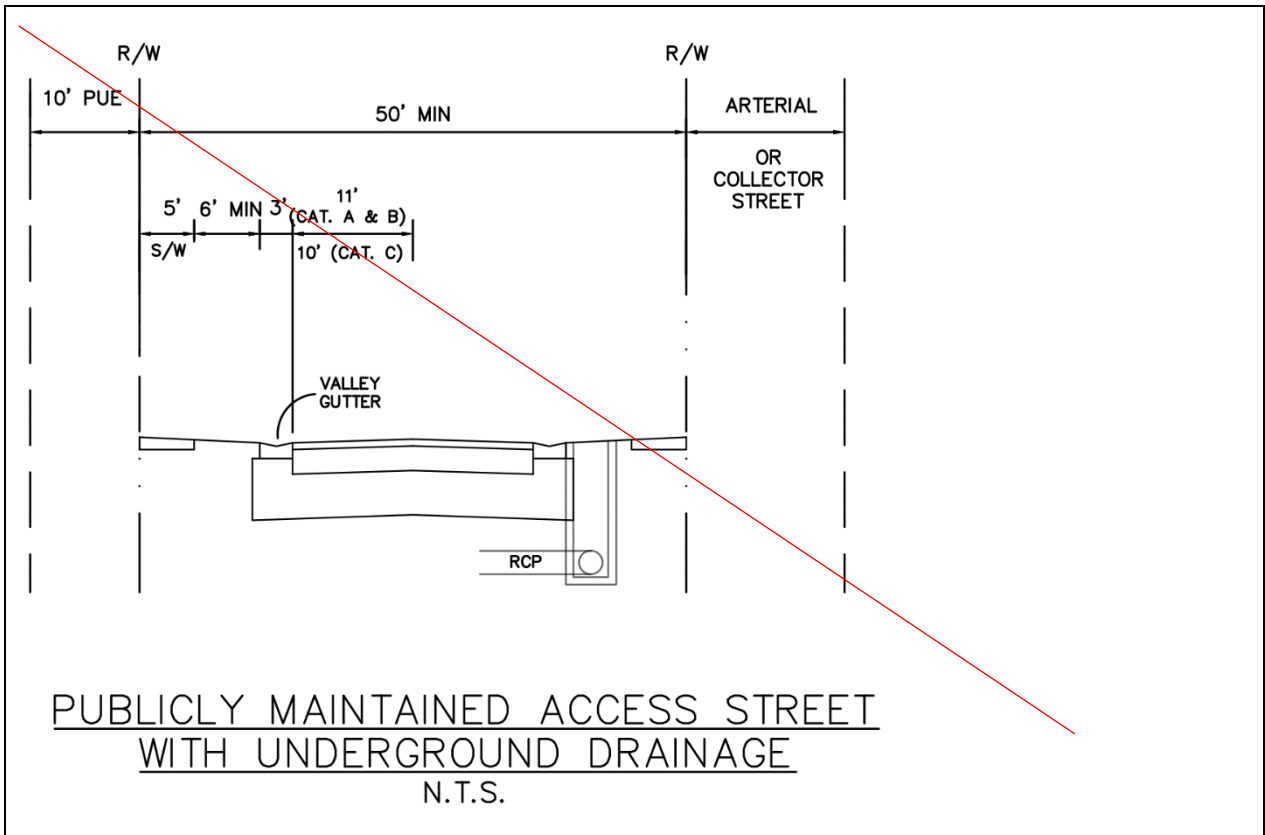 R/W
R/W
10' PUE
50' MIN
ARTERIAL
OR
COLLECTOR
STREET
5'
6' MIN
3'
11'
(CAT. A & B)
S/W
10' (CAT. C)
VALLEY
GUTTER
RCP
PUBLICLY MAINTAINED ACCESS STREET
WITH UNDERGROUND DRAINAGE
N.T.S.